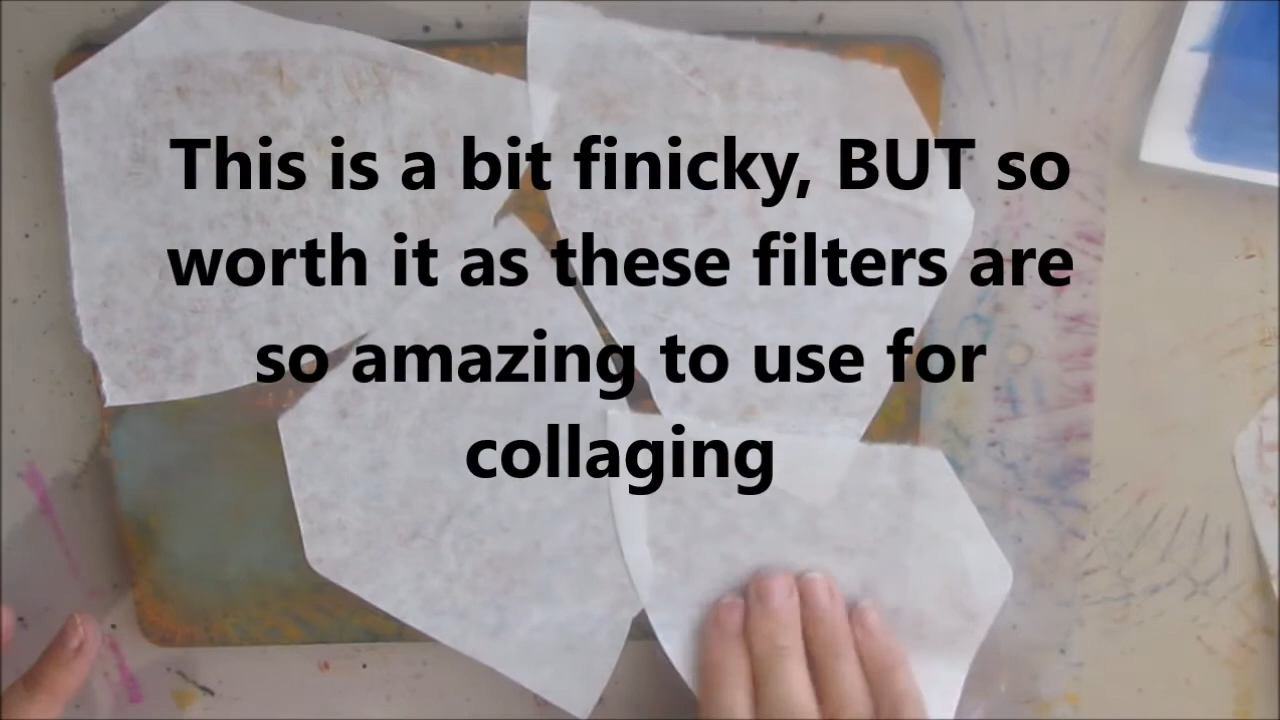 This is a bit finicky, BUT so
worth it as these filters are
so amazing to use for
collaging